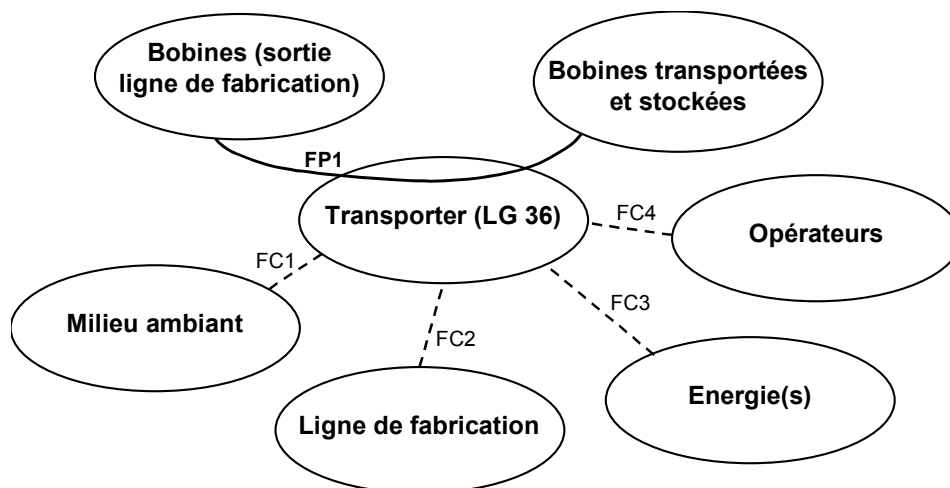 Bobines (sortie
ligne de fabrication)
Bobines transportées
et stockées
FP1
Transporter (LG 36)
FC4
Opérateurs
FC1
Milieu ambiant
FC3
FC2
Energie(s)
Ligne de fabrication